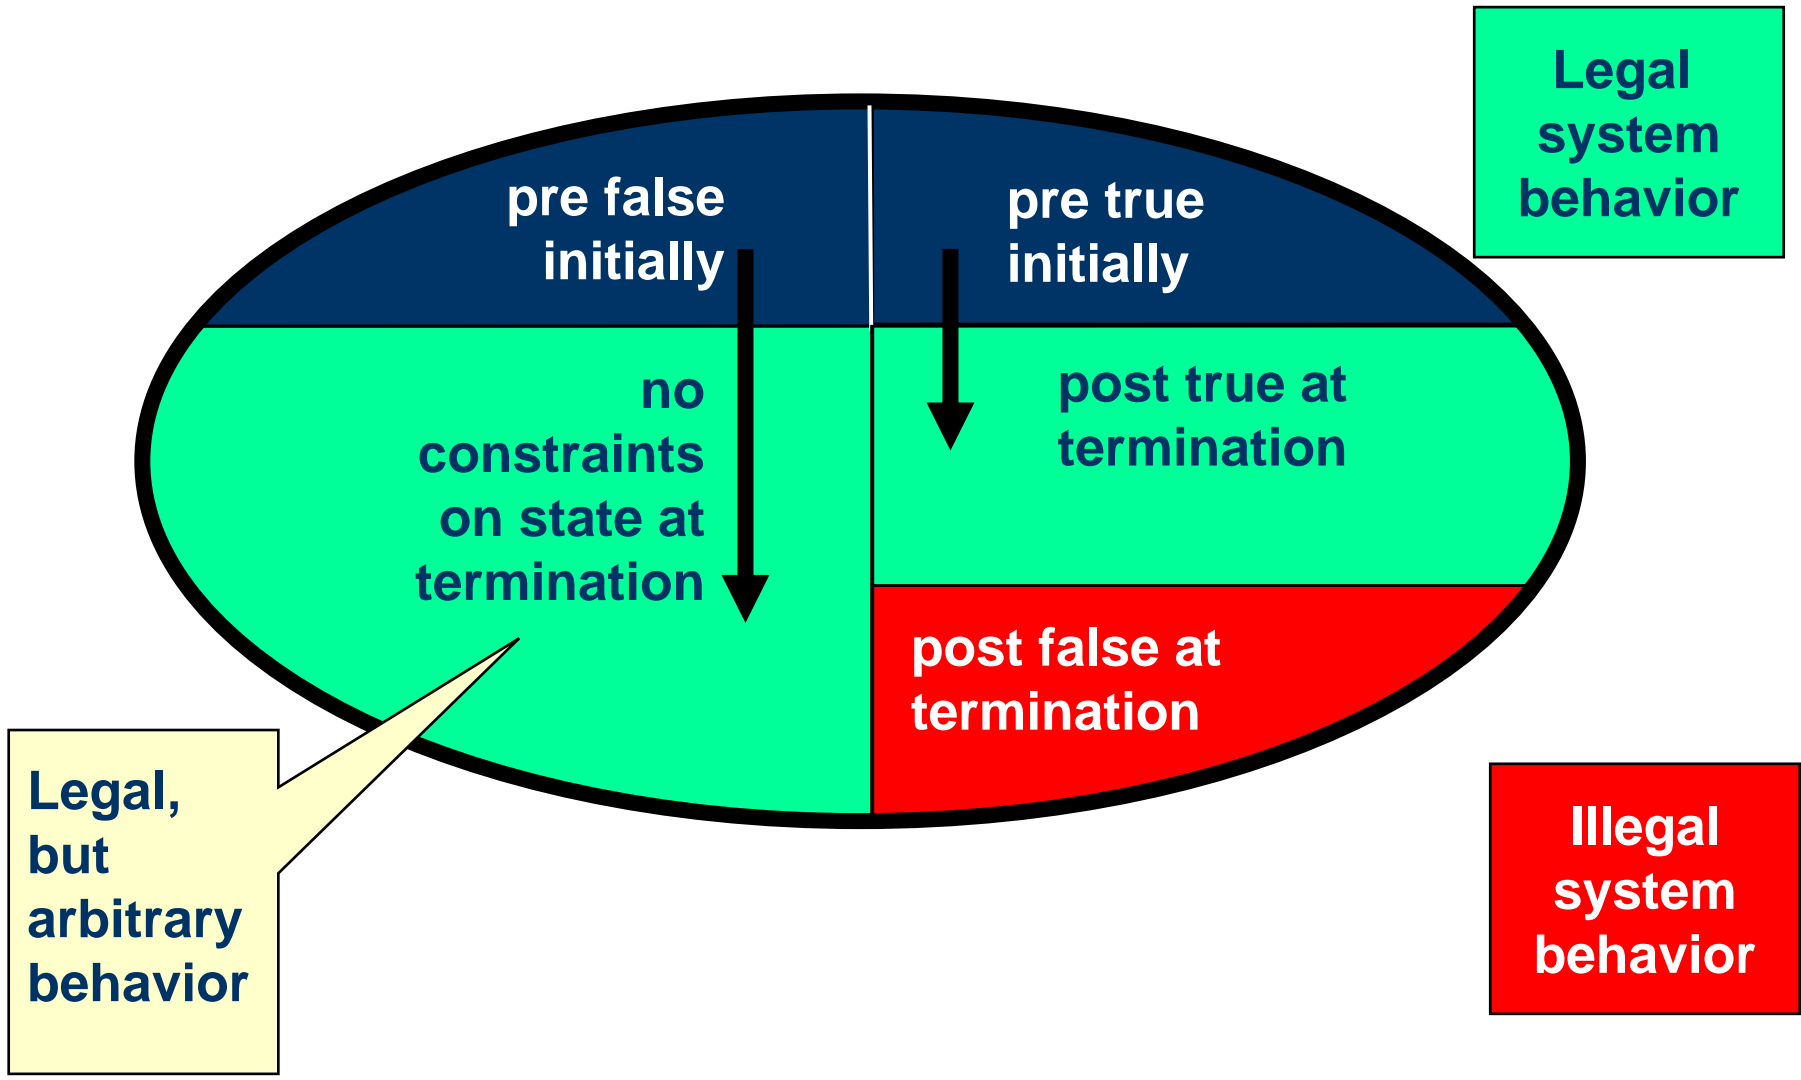 Legal
system
behavior
pre false
initially
pre true
initially
no
constraints
on state at
termination
post true at
termination
post false at
termination
Legal,
but
arbitrary
behavior
Illegal
system
behavior